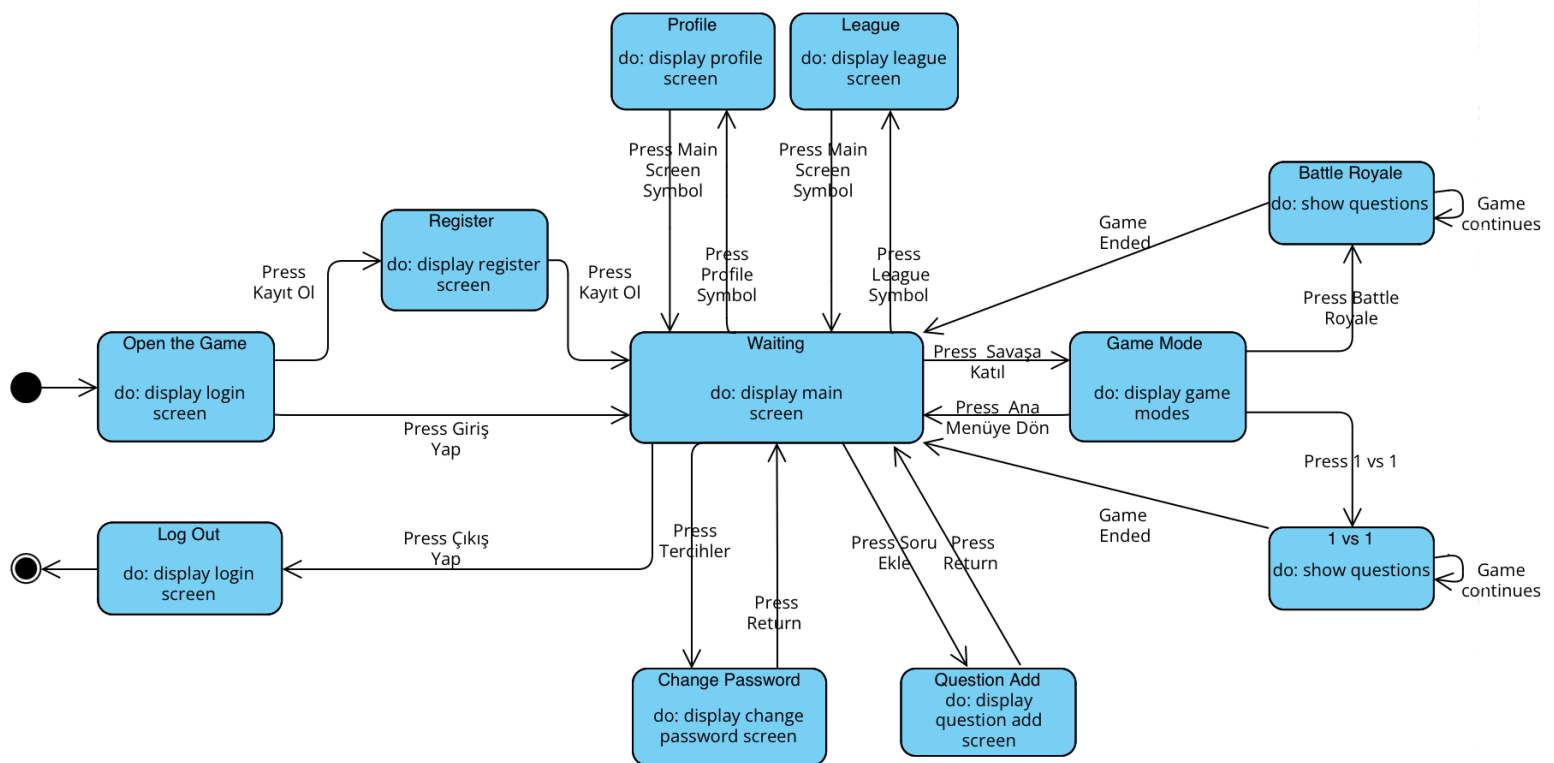 Profile
do: display profile
screen
League
do: display league
screen
Press Main
Screen
Symbol
Press Main
Screen
Symbol
Battle Royale
do: show questions
Game
continues
Register
do: display register
screen
Game
Ended
Press
Kayıt Ol
Press
Kayıt Ol
Press
Profile
Symbol
Press
League
Symbol
Press Battle
Royale
Open the Game
do: display login
screen
Waiting
do: display main
screen
Press Savaşa
Katıl
Game Mode
do: display game
modes
Press Ana
Menüye Dön
Press Giriş
Yap
Press 1 vs 1
Log Out
do: display login
screen
Press Çıkış
Yap
Press
Tercihler
Press Soru
Ekle
Press
Return
Game
Ended
1 vs 1
do: show questions
Game
continues
Press
Return
Change Password
do: display change
password screen
Question Add
do: display
question add
screen